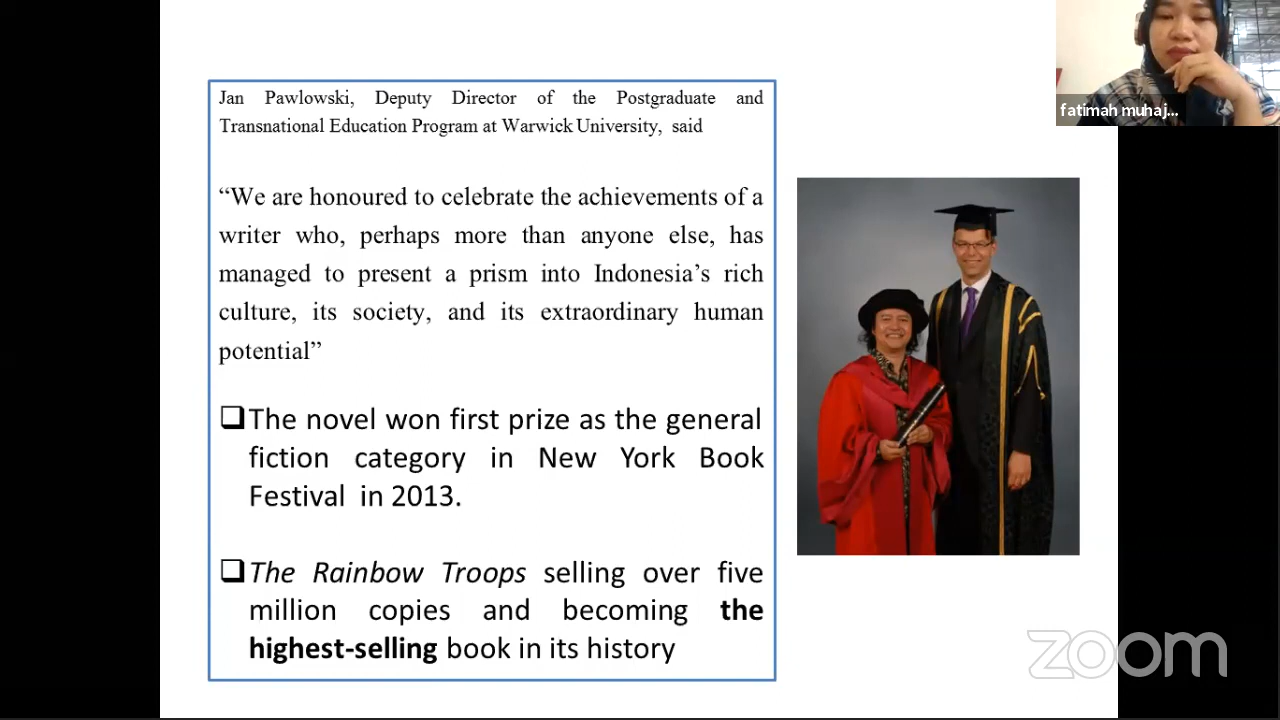 Jan Pawlowski, Deputy Director of the Postgraduate and
Transnational Education Program at Warwick University, said
“We are honoured to celebrate the achievements of a
writer who, perhaps more than anyone else, has
managed to present a prism into Indonesia’s rich
culture, its society, and its extraordinary human
potential”
The novel won first prize as the general
fiction category in New York Book
Festival in 2013.
The Rainbow Troops selling over five
million copies and becoming the
highest-selling book in its history
fatimah muhaj...
zoom